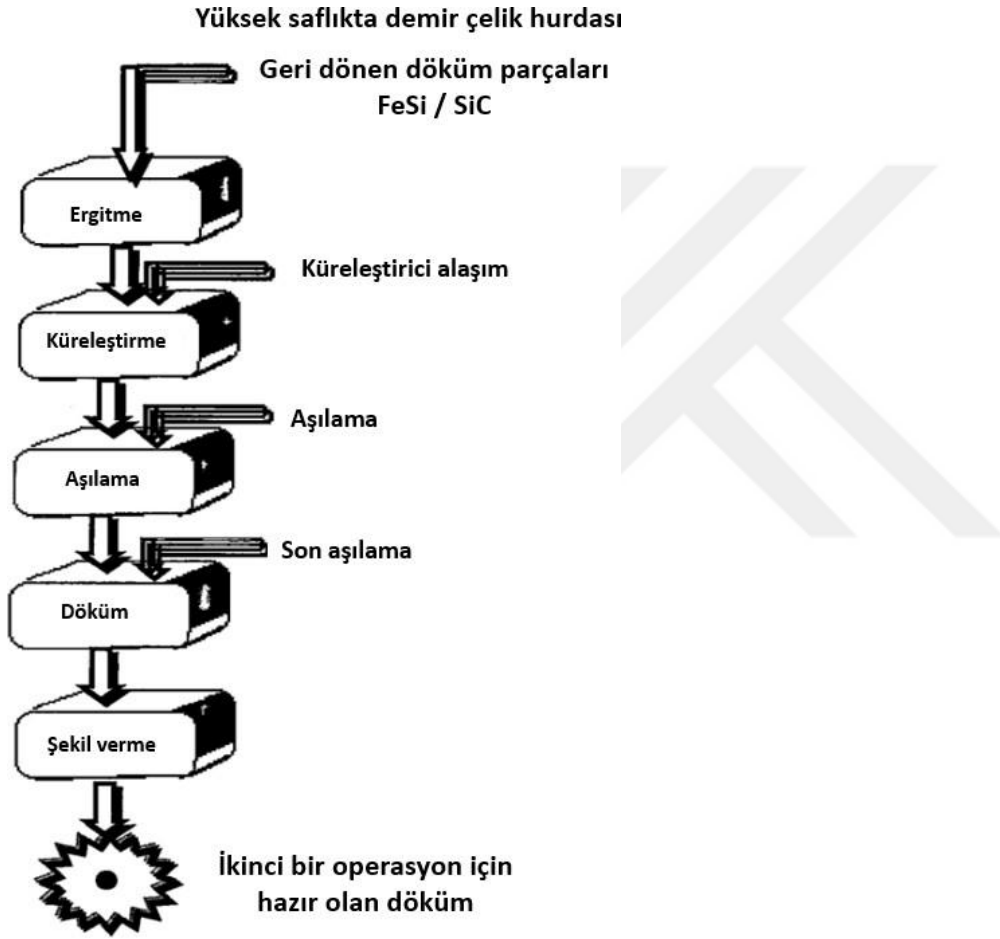 Yüksek saflıkta demir çelik hurdası
Geri dönen döküm parçaları
FeSi / SiC
Ergitme
Küreleştirici alaşım
Küreleştirme
Aşılama
Aşılama
Son aşılama
Döküm
Şekil verme
İkinci bir operasyon için
hazır olan döküm